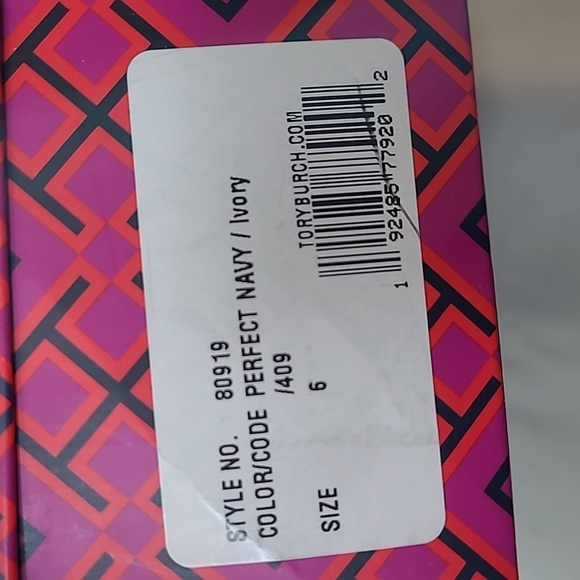 STYLE NO. 80919
COLOR/CODE PERFECT NAVY / Ivory
/409
SIZE 6
TORYBURCH.COM
1 92485 77920 2